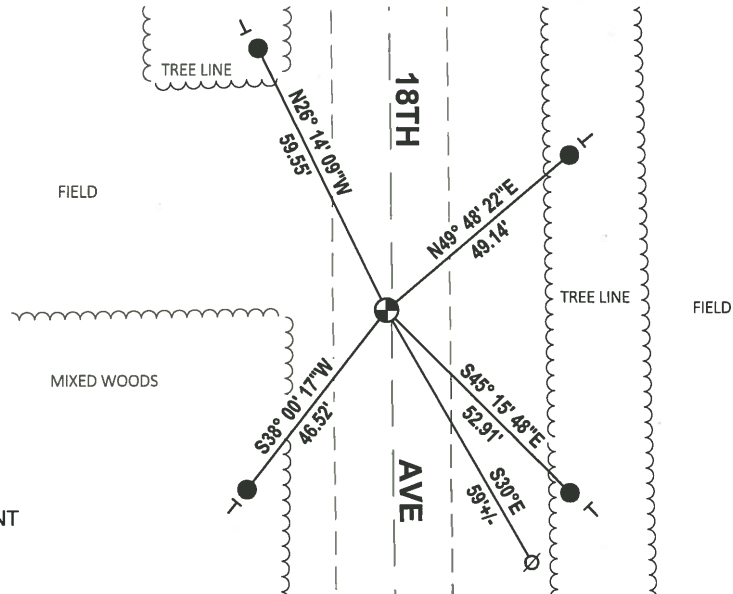 TREE LINE
18TH
N26° 14' 09"W
59.55'
FIELD
N49° 48' 22"E
49.14'
TREE LINE
FIELD
MIXED WOODS
S38° 00' 17"W
46.52'
S45° 15' 48"E
52.91'
S30°E
59'+/-
AVE
NT